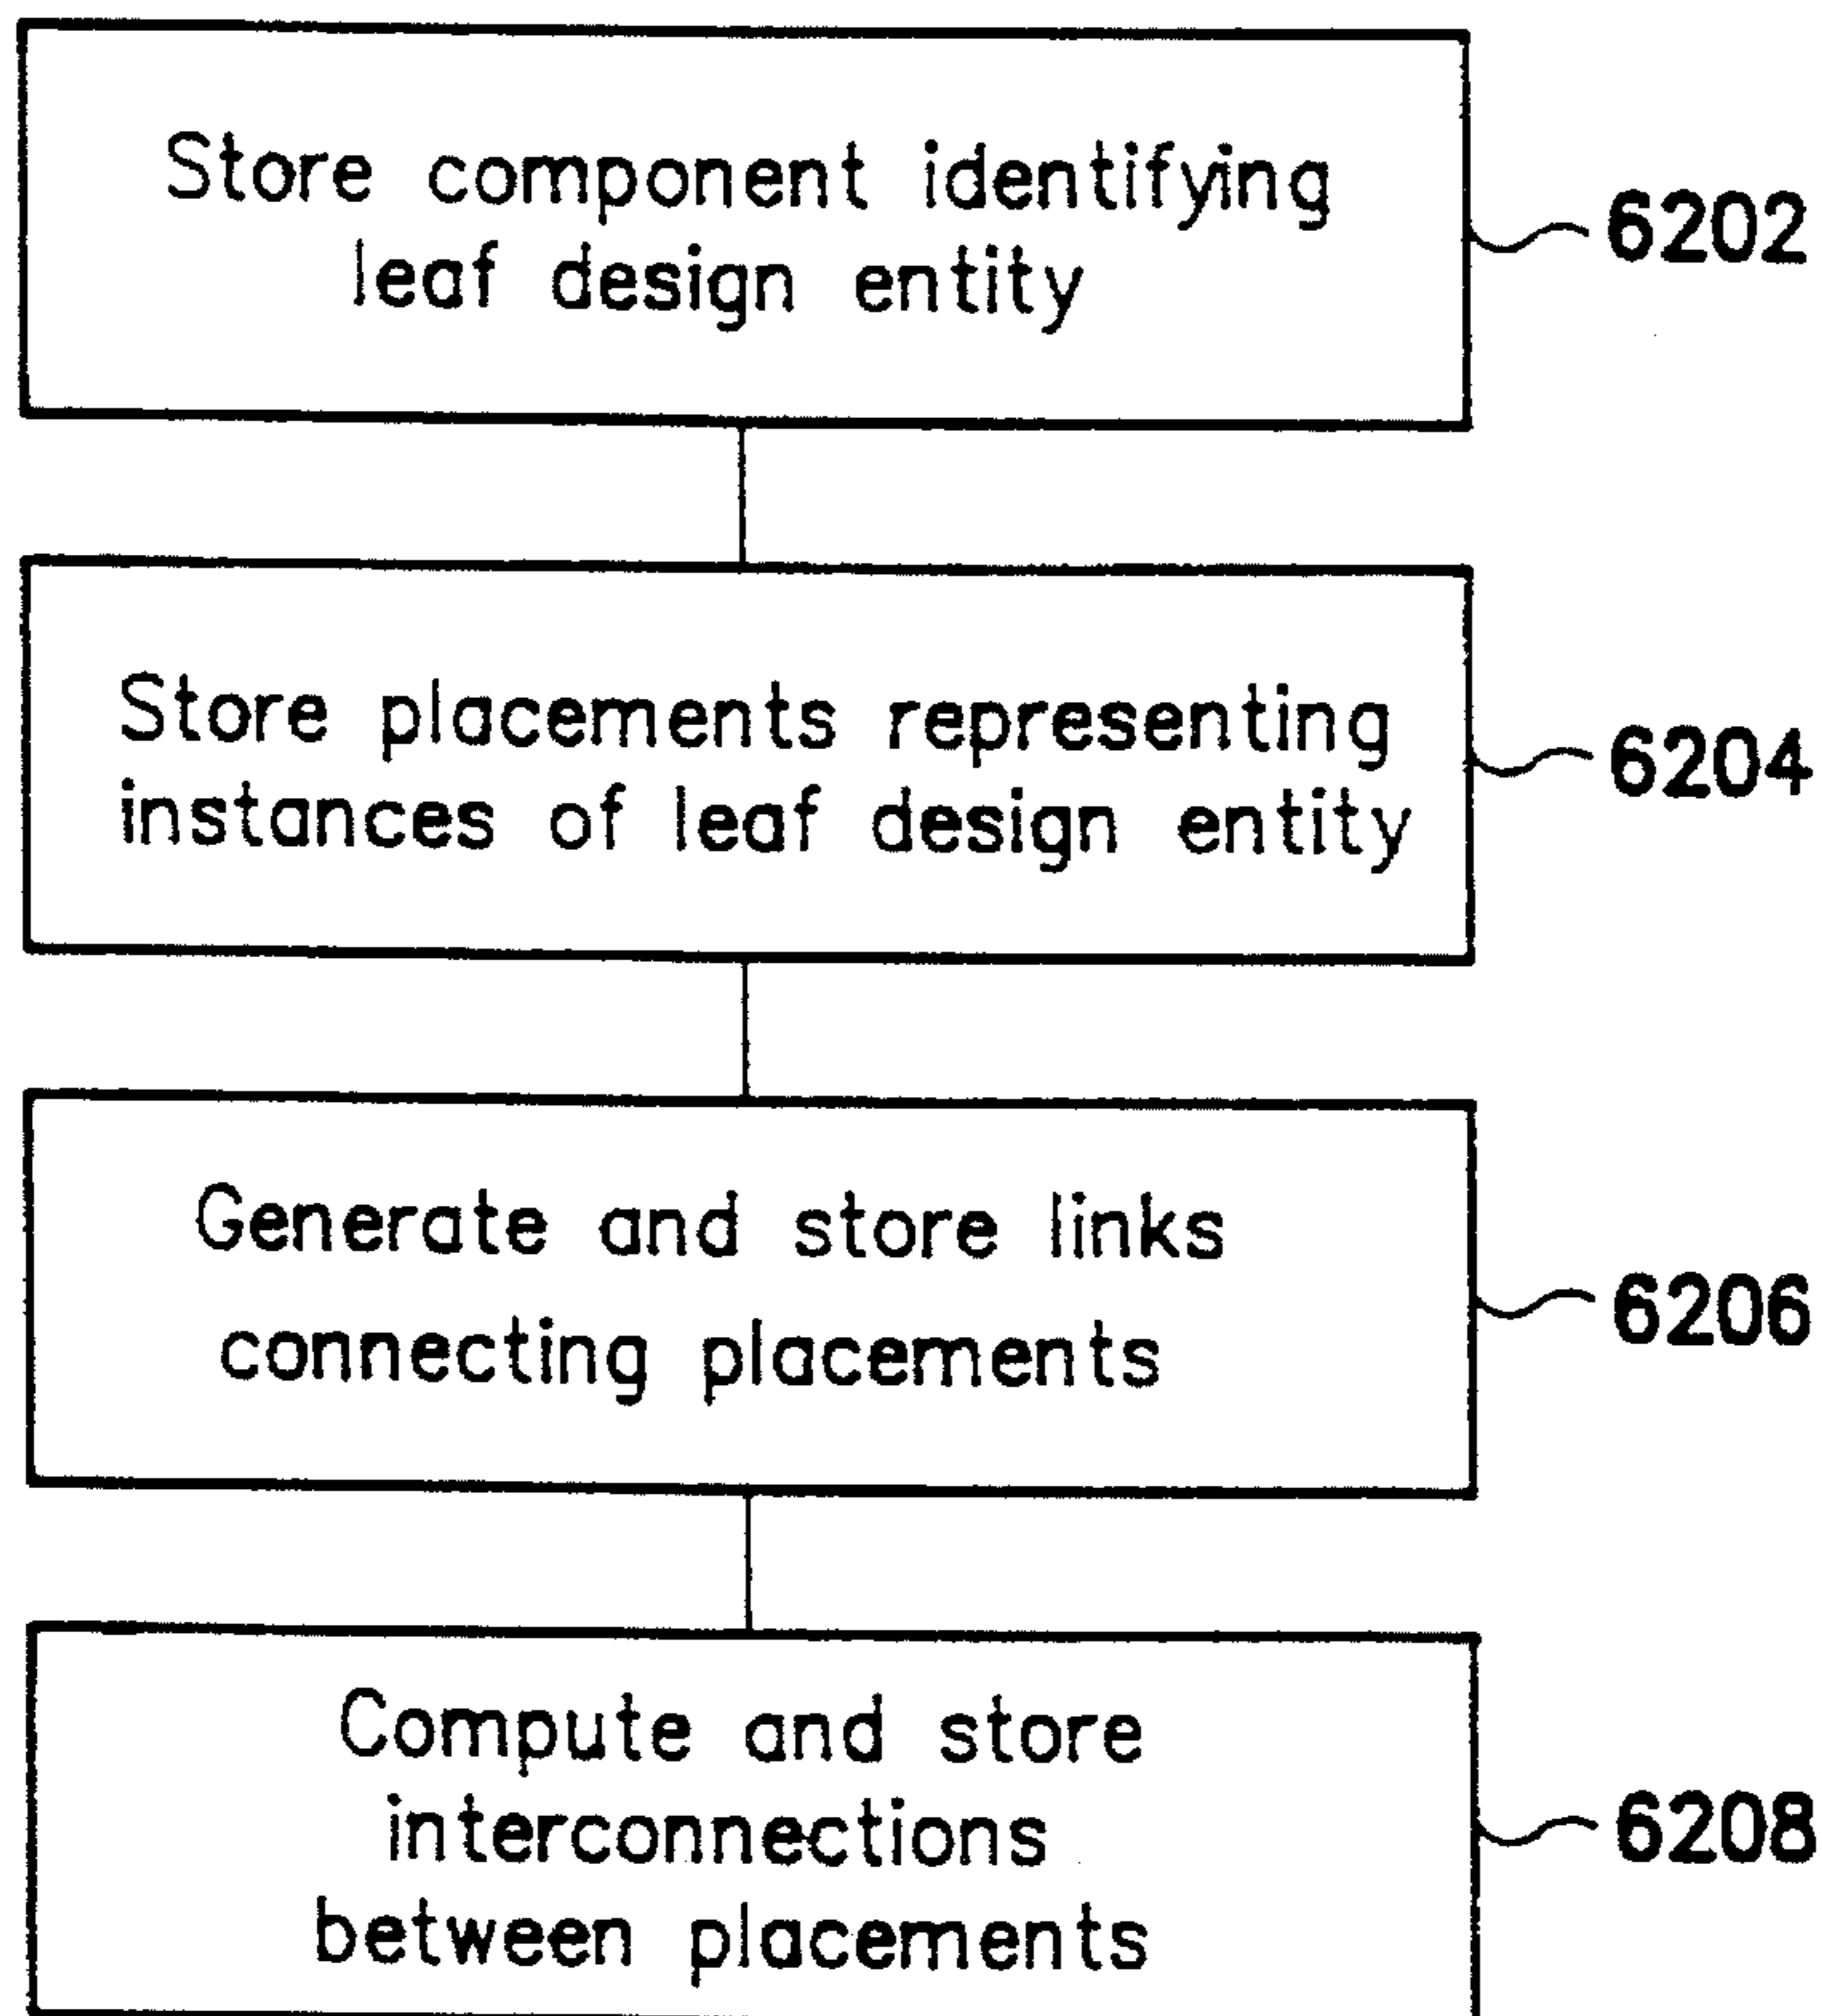 Store component identifying
leaf design entity
6202
Store placements representing
instances of leaf design entity
6204
Generate and store links
connecting placements
6206
Compute and store
interconnections
between placements
6208